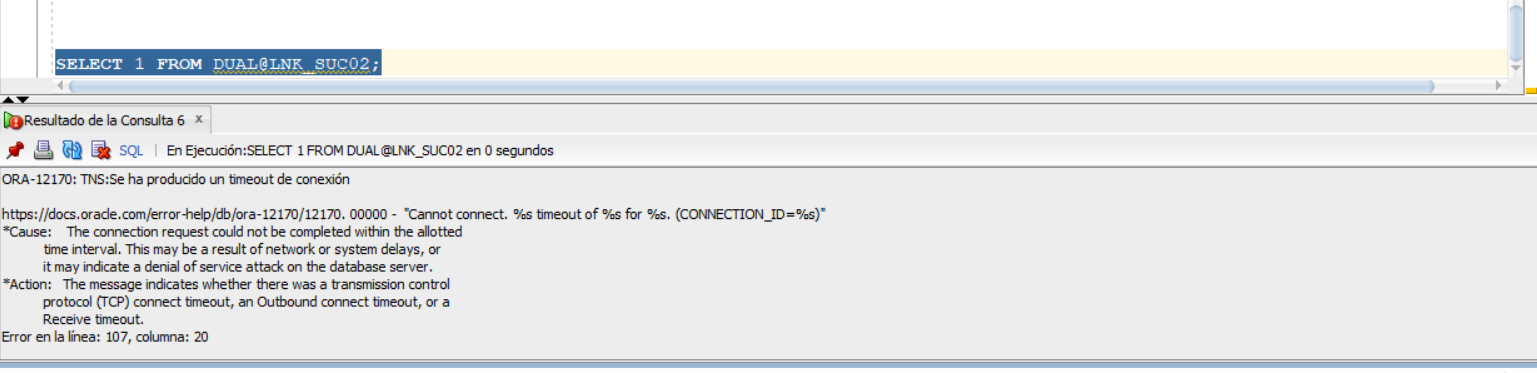 SELECT 1 FROM DUAL@LNK_SUC02;
Resultado de la Consulta 6 x
SQL | En Ejecución:SELECT 1 FROM DUAL@LNK_SUC02 en 0 segundos
ORA-12170: TNS:Se ha producido un timeout de conexión
https://docs.oracle.com/error-help/db/ora-12170/12170. 00000 - "Cannot connect. %s timeout of %s for %s. (CONNECTION_ID=%s)"
*Cause: The connection request could not be completed within the allotted
time interval. This may be a result of network or system delays, or
it may indicate a denial of service attack on the database server.
*Action: The message indicates whether there was a transmission control
protocol (TCP) connect timeout, an Outbound connect timeout, or a
Receive timeout.
Error en la línea: 107, columna: 20